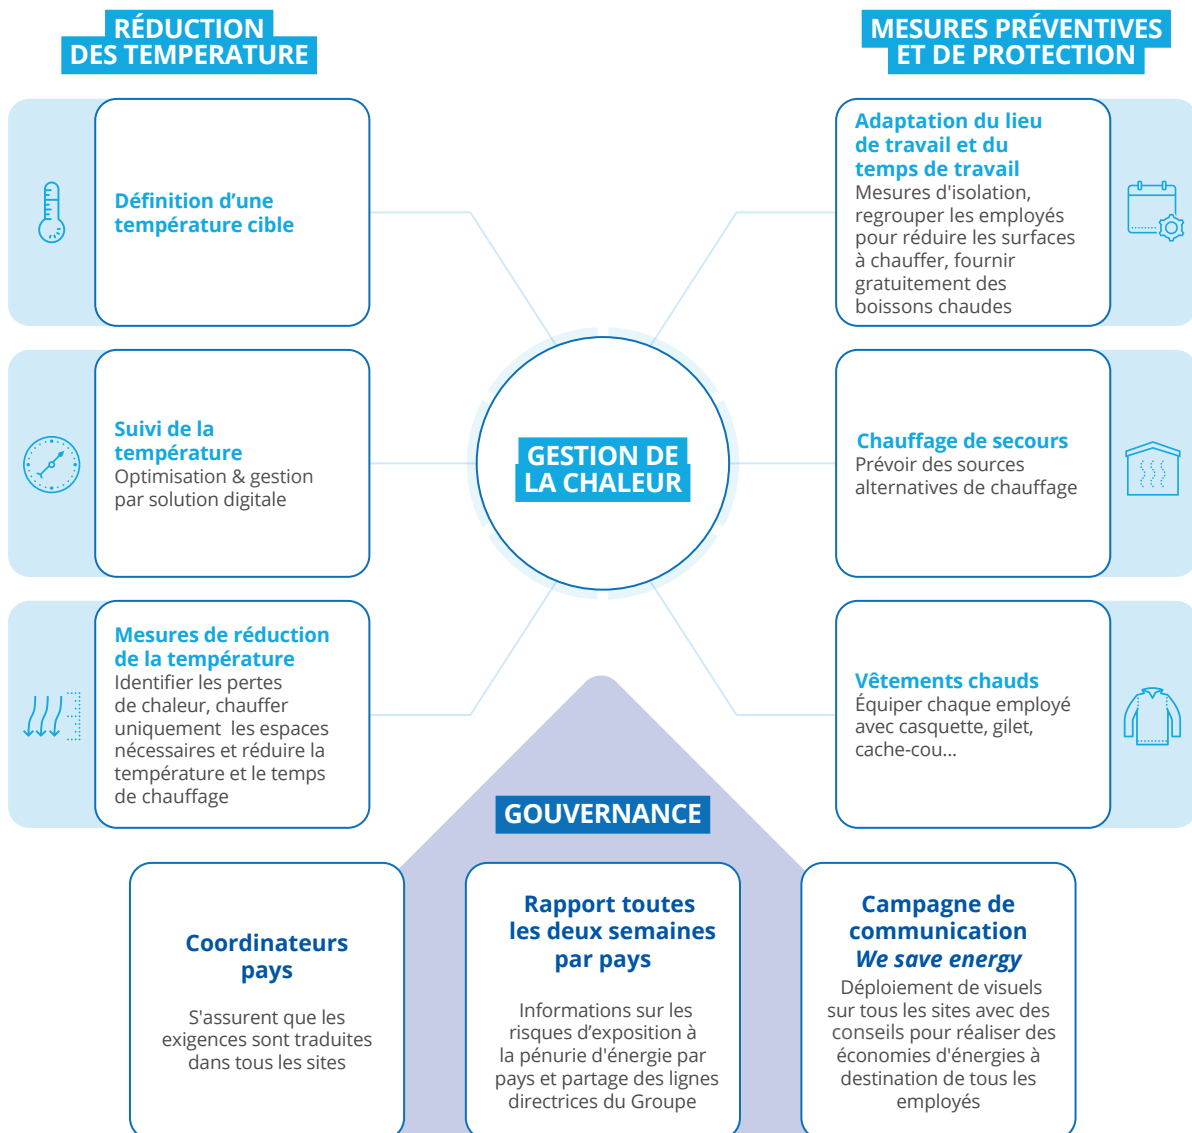 RÉDUCTION
DES TEMPERATURE
Définition d’une
température cible
Suivi de la
température
Optimisation & gestion
par solution digitale
Mesures de réduction
de la température
Identifier les pertes
de chaleur, chauffer
uniquement les espaces
nécessaires et réduire la
température et le temps
de chauffage
GESTION DE
LA CHALEUR
MESURES PRÉVENTIVES
ET DE PROTECTION
Adaptation du lieu
de travail et du
temps de travail
Mesures d'isolation,
regrouper les employés
pour réduire les surfaces
à chauffer, fournir
gratuitement des
boissons chaudes
Chauffage de secours
Prévoir des sources
alternatives de chauffage
Vêtements chauds
Équiper chaque employé
avec casquette, gilet,
cache-cou...
GOUVERNANCE
Coordinateurs
pays
S'assurent que les
exigences sont traduites
dans tous les sites
Rapport toutes
les deux semaines
par pays
Informations sur les
risques d’exposition à
la pénurie d'énergie par
pays et partage des lignes
directrices du Groupe
Campagne de
communication
We save energy
Déploiement de visuels
sur tous les sites avec des
conseils pour réaliser des
économies d'énergies à
destination de tous les
employés